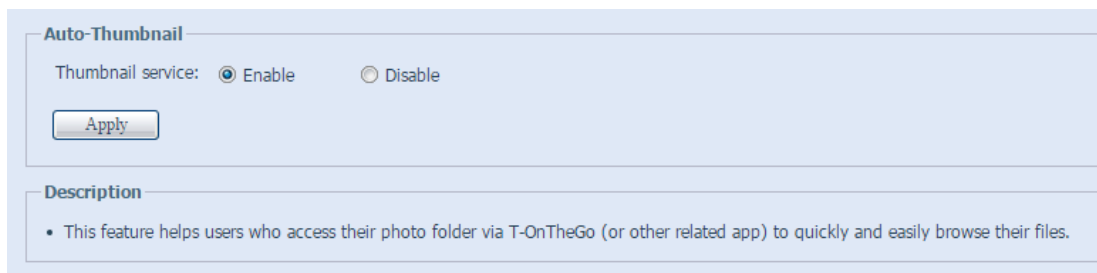 Auto-Thumbnail
Thumbnail service: Enable Disable
Apply
Description
• This feature helps users who access their photo folder via T-OnTheGo (or other related app) to quickly and easily browse their files.